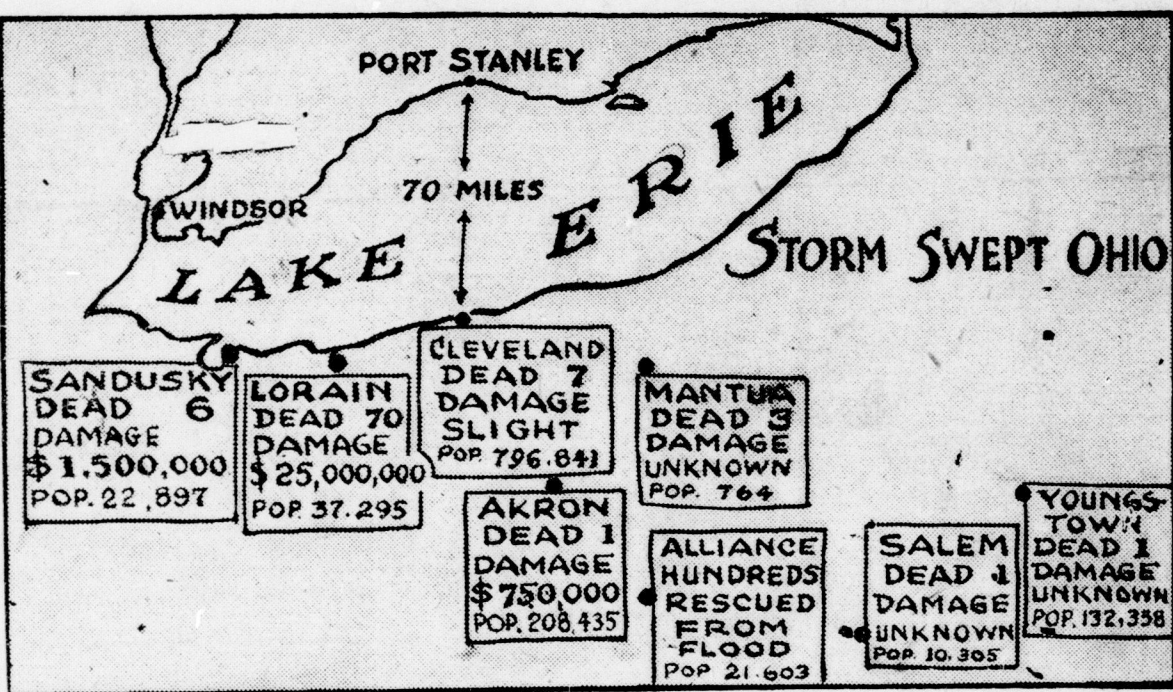 PORT STANLEY
70 MILES
WINDSOR
LAKE ERIE
STORM SWEPT OHIO
SANDUSKY
DEAD 6
DAMAGE
$1.500,000
POP. 22,897
LORAIN
DEAD 70
DAMAGE
$25,000,000
POP. 37.295
CLEVELAND
DEAD 7
DAMAGE
SLIGHT
POP. 796.841
AKRON
DEAD 1
DAMAGE
$750,000
POP. 208,435
MANTUA
DEAD 3
DAMAGE
UNKNOWN
POP. 764
ALLIANCE
HUNDREDS
RESCUED
FROM
FLOOD
POP 21.603
SALEM
DEAD 1
DAMAGE
UNKNOWN
POP. 10.305
YOUNGS-
TOWN
DEAD 1
DAMAGE
UNKNOWN
POP. 132,358